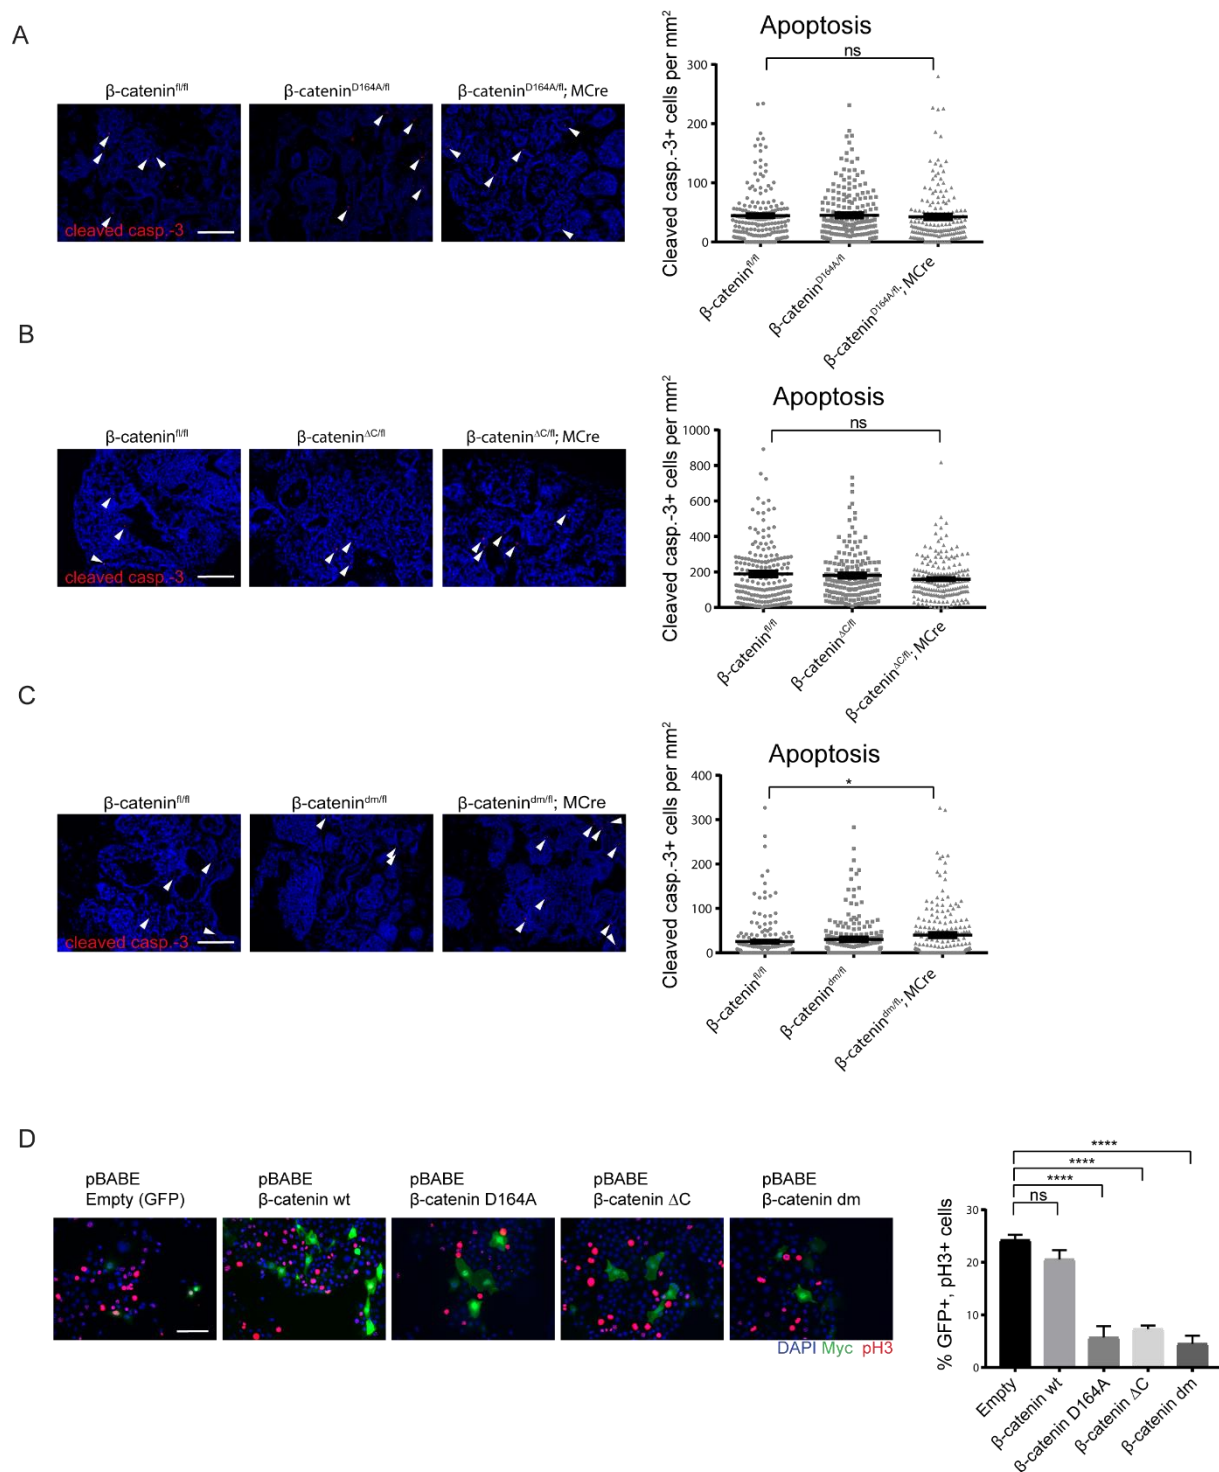 A
β-catenin^fl/fl β-catenin^D164A/fl β-catenin^D164A/fl; MCre
cleaved casp.-3
Apoptosis
Cleaved casp.-3+ cells per mm²
ns
300
200
100
0
β-catenin^fl/fl
β-catenin^D164A/fl
β-catenin^D164A/fl; MCre
B
β-catenin^fl/fl β-catenin^ΔC/fl β-catenin^ΔC/fl; MCre
cleaved casp.-3
Apoptosis
Cleaved casp.-3+ cells per mm²
ns
1000
800
600
400
200
0
β-catenin^fl/fl
β-catenin^ΔC/fl
β-catenin^ΔC/fl; MCre
C
β-catenin^fl/fl β-catenin^dm/fl β-catenin^dm/fl; MCre
cleaved casp.-3
Apoptosis
Cleaved casp.-3+ cells per mm²
*
400
300
200
100
0
β-catenin^fl/fl
β-catenin^dm/fl
β-catenin^dm/fl; MCre
D
pBABE pBABE pBABE pBABE pBABE
Empty (GFP) β-catenin wt β-catenin D164A β-catenin ΔC β-catenin dm
DAPI Myc pH3
% GFP+, pH3+ cells
****
****
****
ns
30
20
10
0
Empty
β-catenin wt
β-catenin D164A
β-catenin ΔC
β-catenin dm